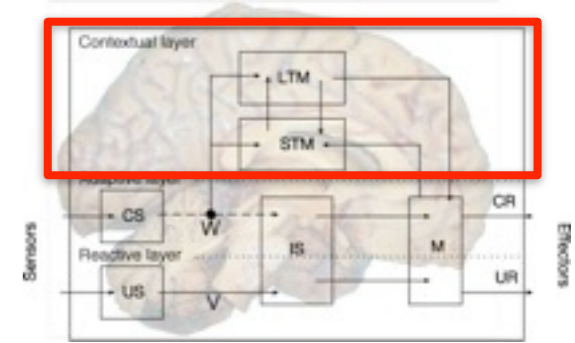 Contextual layer
LTM
STM
Adaptive layer
CS
W
IS
M
CR
Reactive layer
US
V
UR
Sensors
Effectors